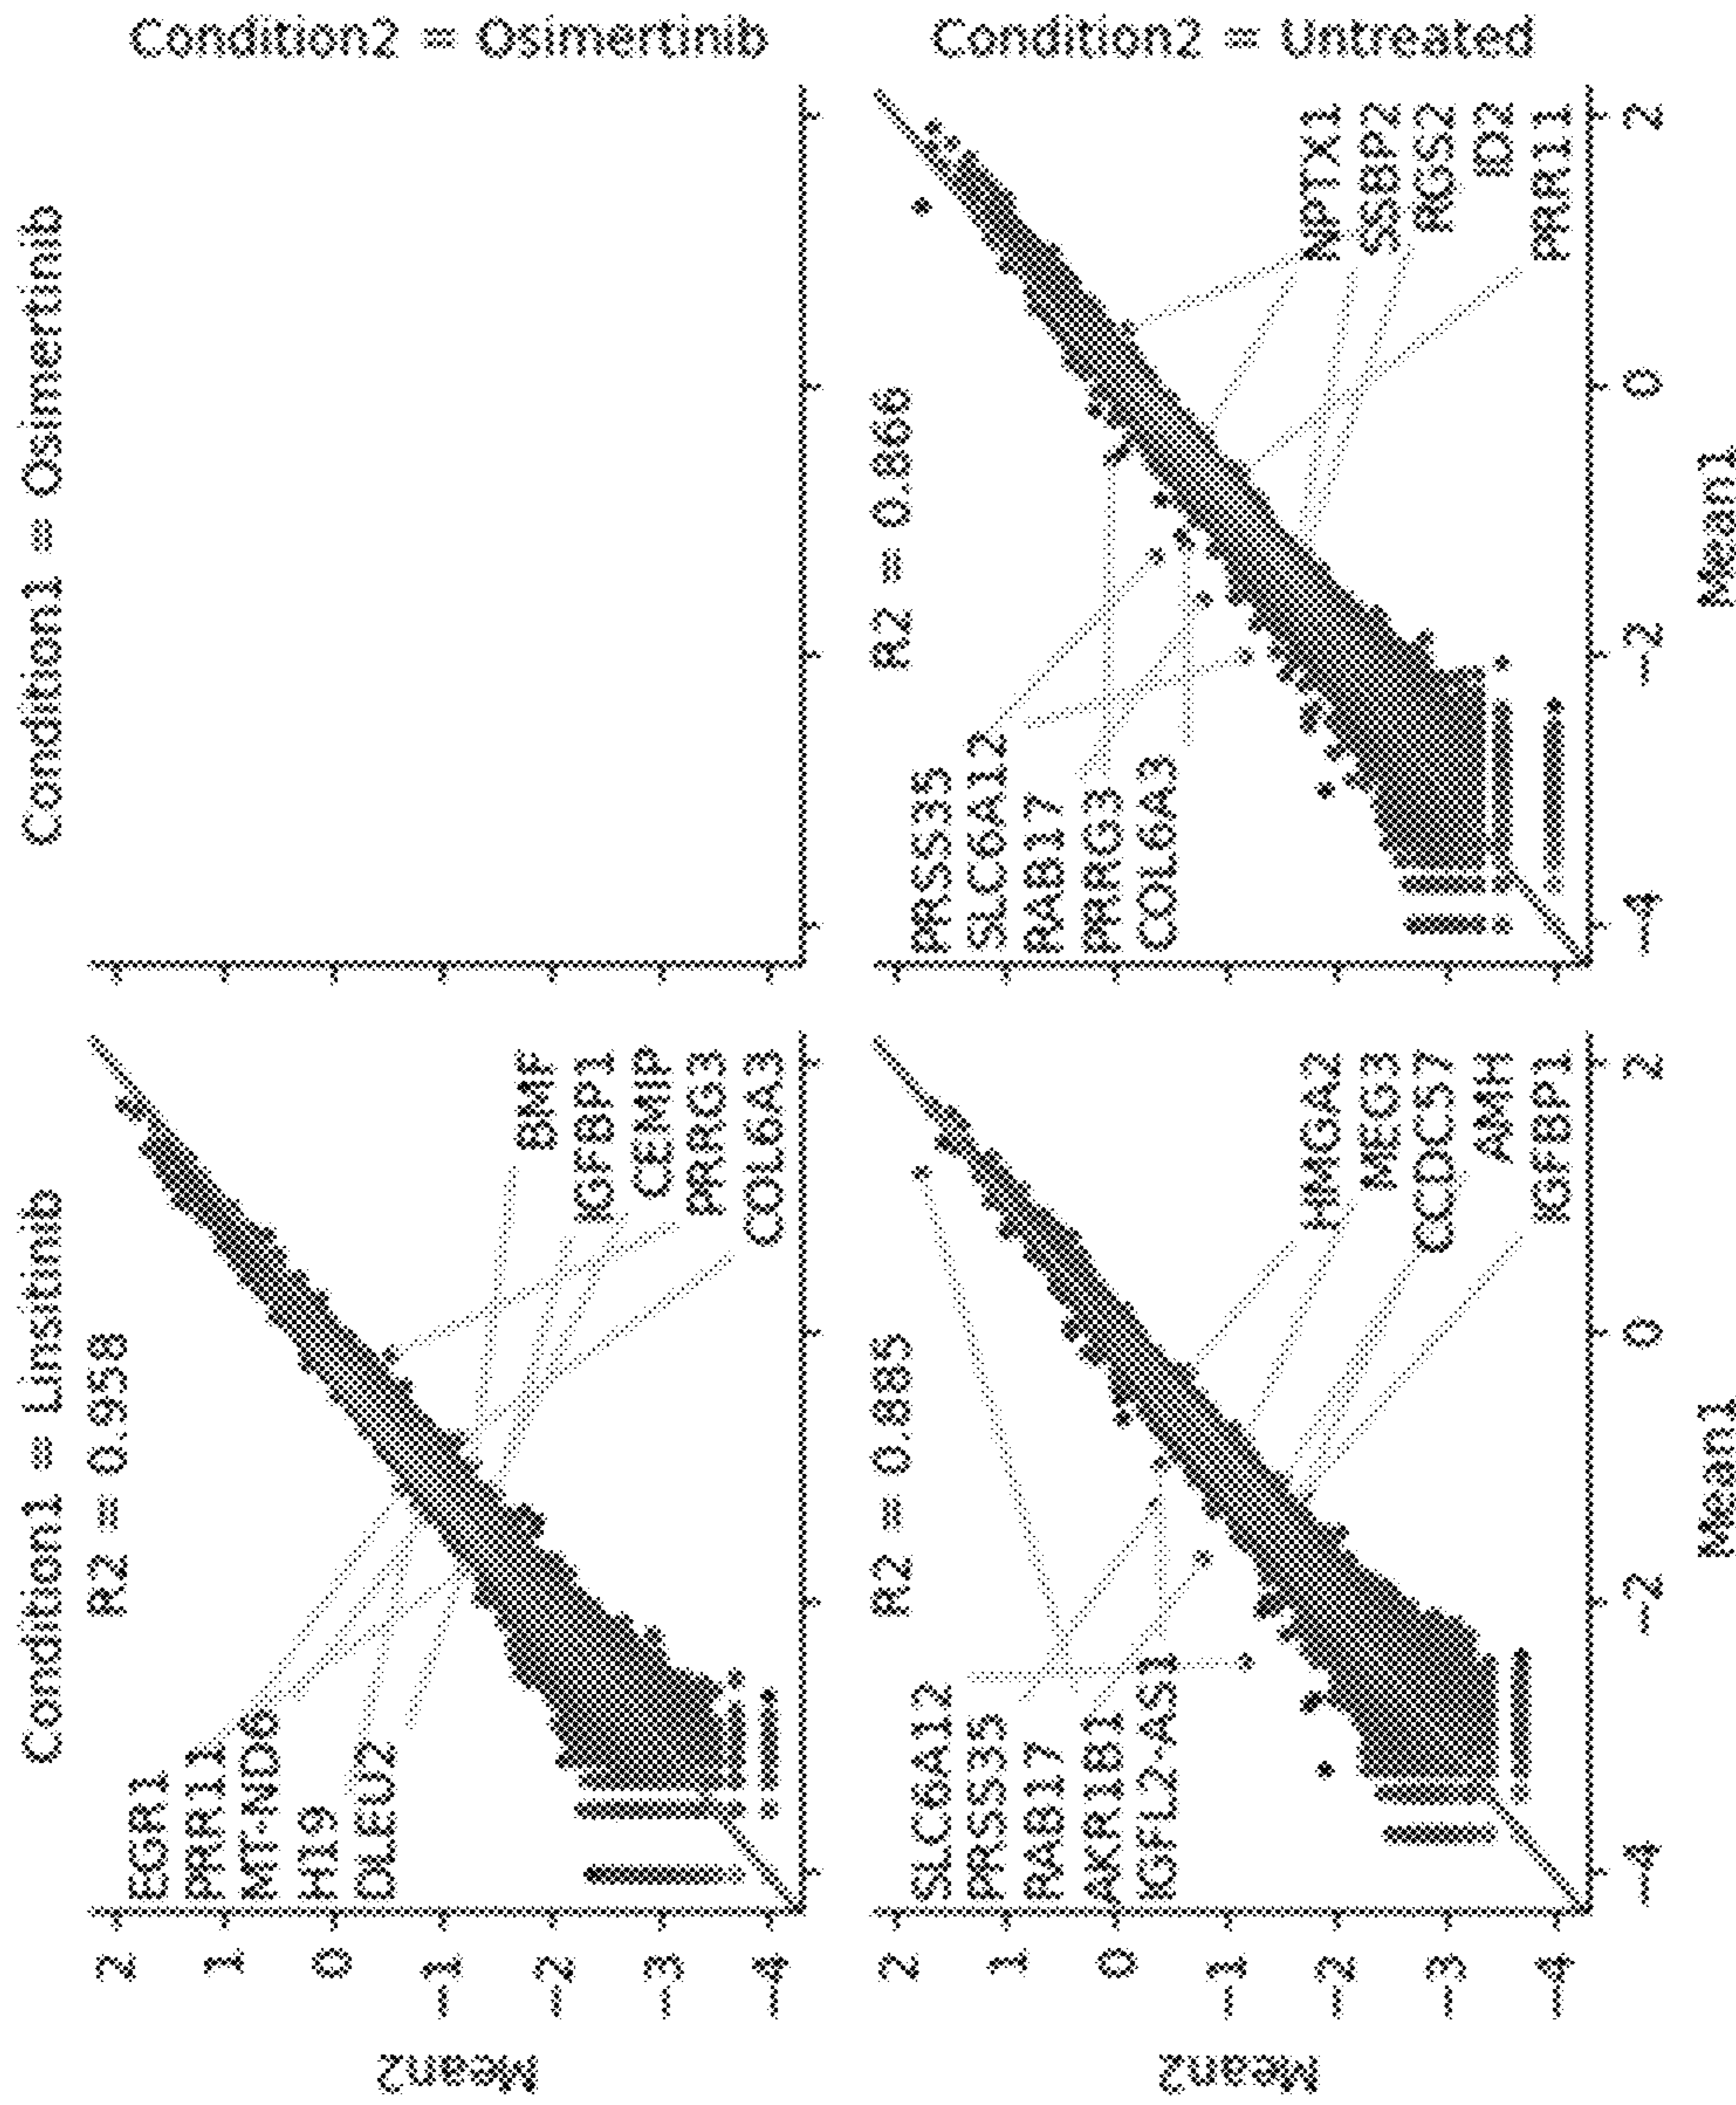 Condition1 = Linsitinib
Condition1 = Osimertinib
R2 = 0.958
Condition2 = Osimertinib
EGR1
PRR11
MT-ND6
H19
DLEU2
BMF
IGFBP1
CEMIP
PRRG3
COL6A3
Mean2
2
1
0
−1
−2
−3
−4
R2 = 0.885
SLC6A12
PRSS35
RAB17
AKR1B1
IGFL2-AS1
HMGA2
MEG3
CCDC57
AMH
IGFBP1
R2 = 0.866
PRSS35
SLC6A12
RAB17
PRRG3
COL6A3
NPTX1
SSBP2
RGS2
ID2
PRR11
Condition2 = Untreated
Mean2
2
1
0
−1
−2
−3
−4
−4
−2
0
2
−4
−2
0
2
Mean1
Mean1